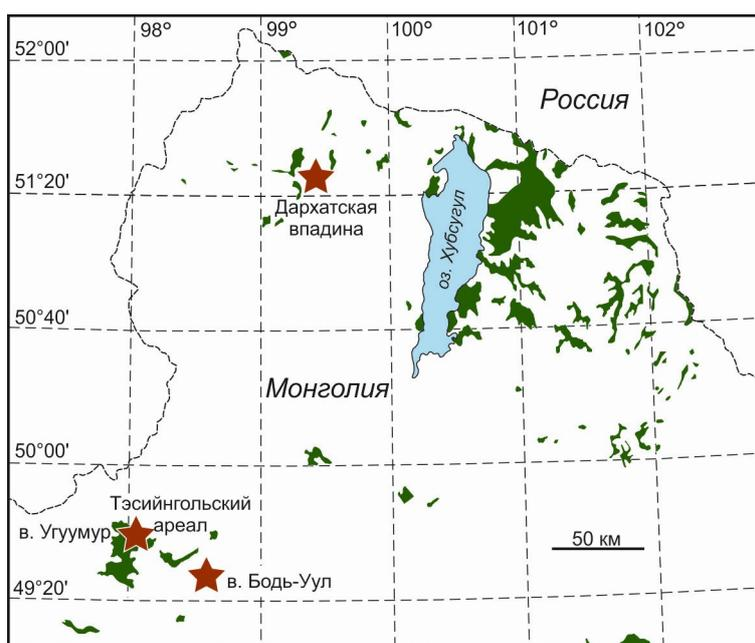 98°
99°
100°
101°
102°
52°00'
Россия
51°20'
Дархатская
впадина
оз. Хубсугул
50°40'
Монголия
50°00'
Тэсийнгольский
ареал
в. Угуумур
50 км
в. Бодь-Уул
49°20'